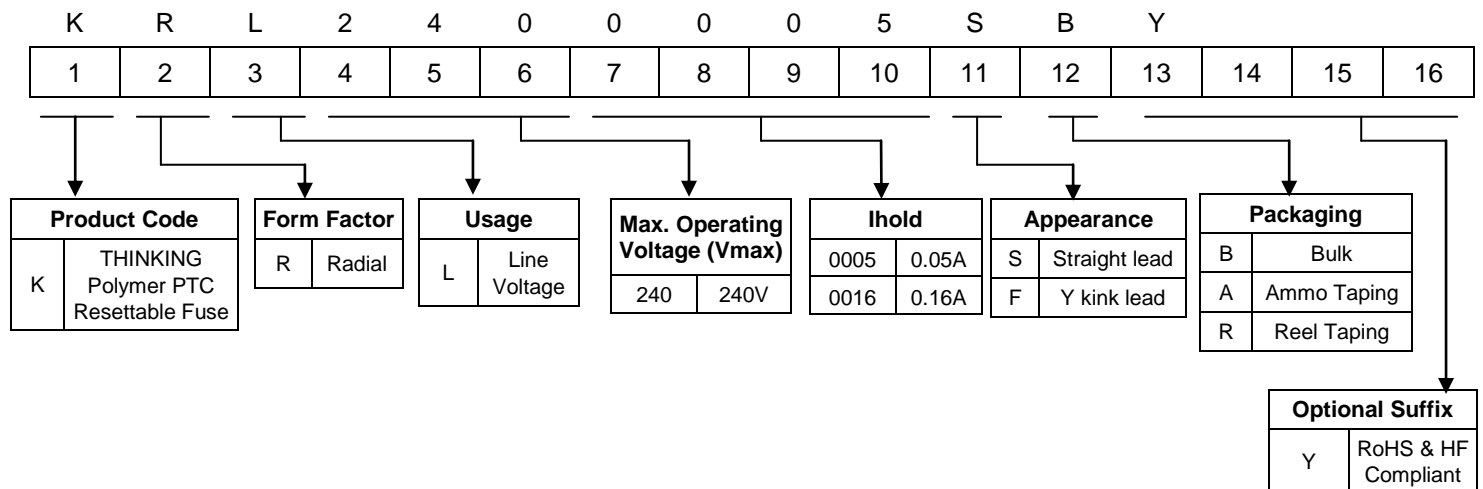 K R L 2 4 0 0 0 0 5 S B Y
1 2 3 4 5 6 7 8 9 10 11 12 13 14 15 16
Product Code
K THINKING
Polymer PTC
Resettable Fuse
Form Factor
R Radial
Usage
L Line
Voltage
Max. Operating
Voltage (Vmax)
240 240V
Ihold
0005 0.05A
0016 0.16A
Appearance
S Straight lead
F Y kink lead
Packaging
B Bulk
A Ammo Taping
R Reel Taping
Optional Suffix
Y RoHS & HF
Compliant